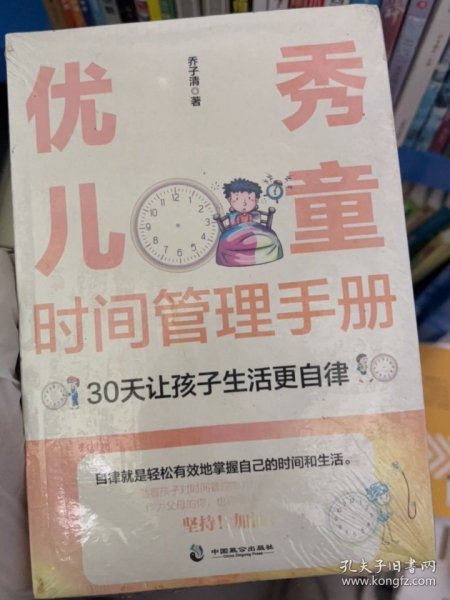 乔子清◎著
优秀
儿童
时间管理手册
30天让孩子生活更自律
自律就是轻松有效地掌握自己的时间和生活。
坚持!加
中国致公出版社
China Zhigong Press
孔夫子旧书网
www.kongfz.com